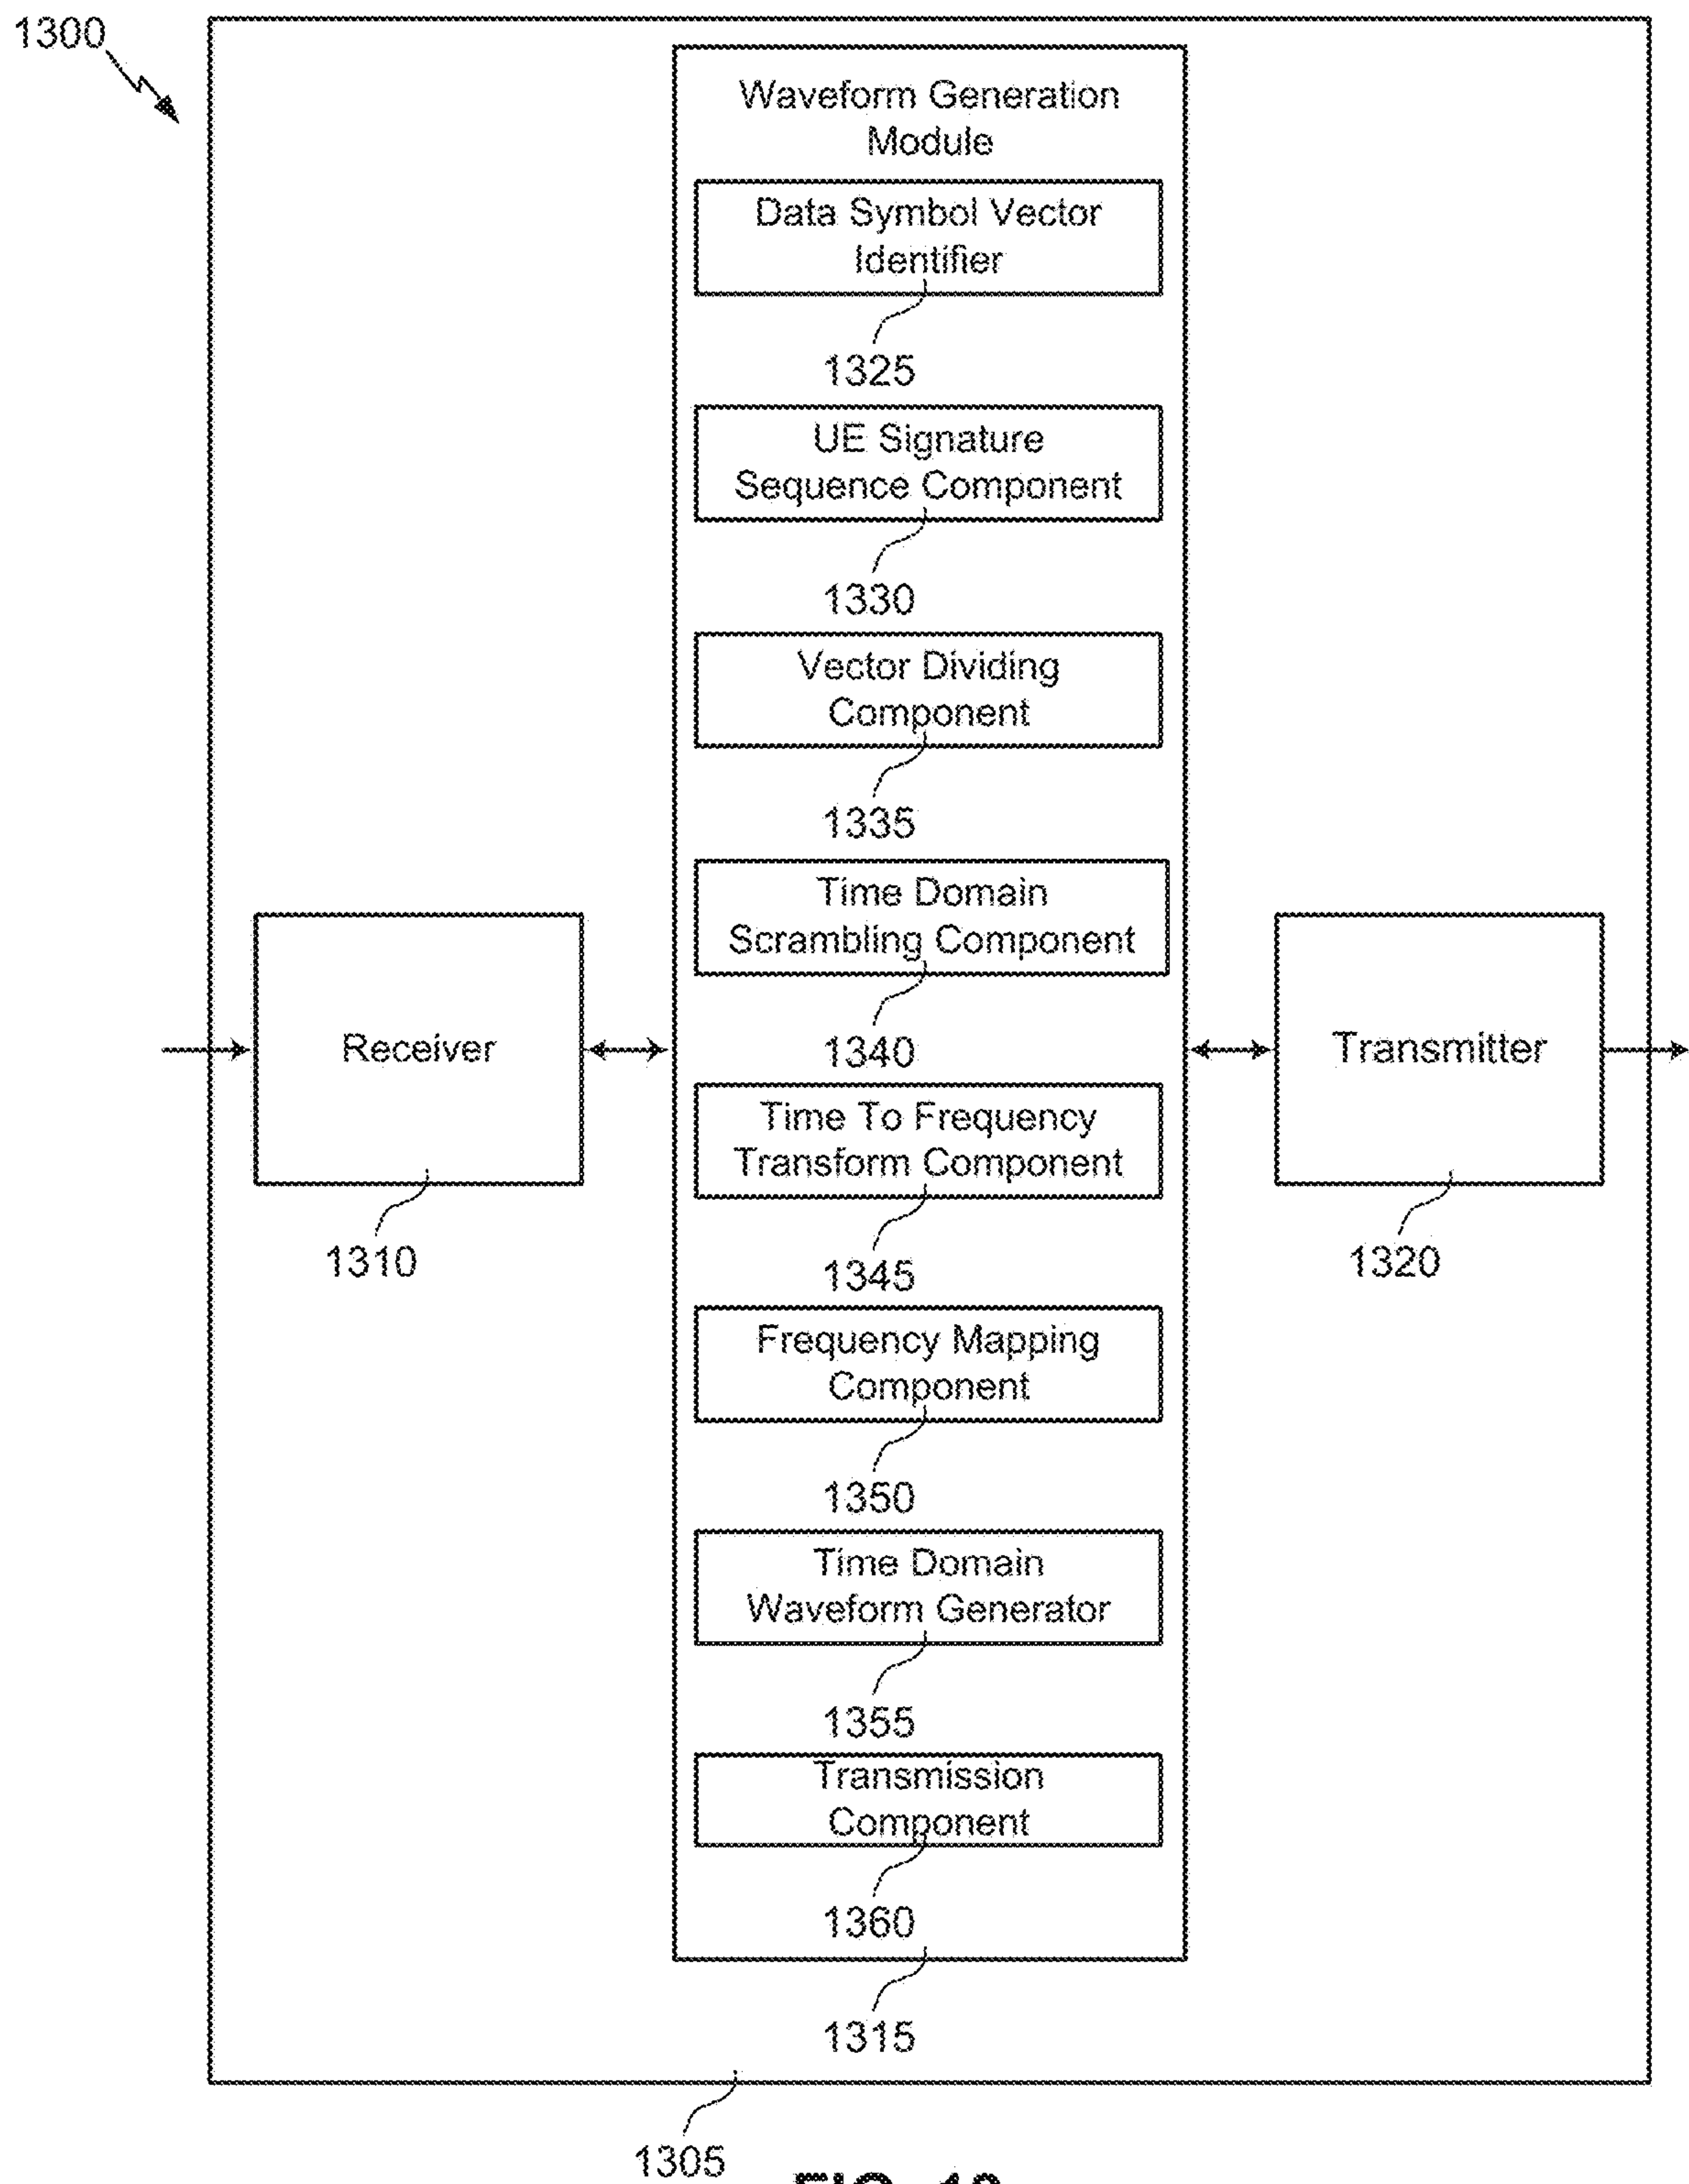 1300
Waveform Generation
Module
Data Symbol Vector
Identifier
1325
UE Signature
Sequence Component
1330
Vector Dividing
Component
1335
Time Domain
Scrambling Component
1340
Receiver
1310
Transmitter
1320
Time To Frequency
Transform Component
1345
Frequency Mapping
Component
1350
Time Domain
Waveform Generator
1355
Transmission
Component
1360
1315
1305